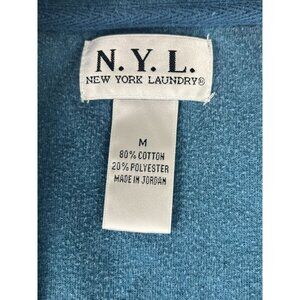 N. Y. L.
NEW YORK LAUNDRY®
M
80% COTTON
20% POLYESTER
MADE IN JORDAN